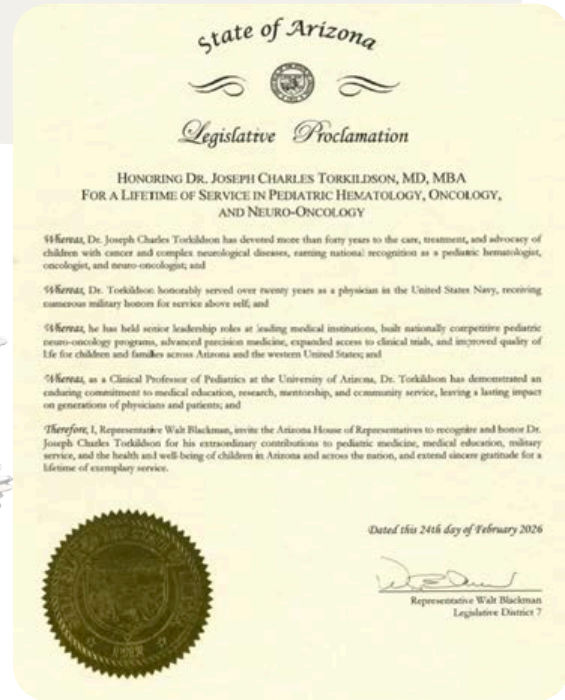 State of Arizona
Legislative Proclamation
HONORING DR. JOSEPH CHARLES TORKILDSON, MD, MBA
FOR A LIFETIME OF SERVICE IN PEDIATRIC HEMATOLOGY, ONCOLOGY,
AND NEURO-ONCOLOGY
Whereas, Dr. Joseph Charles Torkildson has devoted more than forty years to the care, treatment, and advocacy of
children with cancer and complex neurological diseases, earning national recognition as a pediatric hematologist,
oncologist, and neuro-oncologist; and
Whereas, Dr. Torkildson honorably served over twenty years as a physician in the United States Navy, receiving
numerous military honors for service above self; and
Whereas, he has held senior leadership roles at leading medical institutions, built nationally competitive pediatric
neuro-oncology programs, advanced precision medicine, expanded access to clinical trials, and improved quality of
life for children and families across Arizona and the western United States; and
Whereas, as a Clinical Professor of Pediatrics at the University of Arizona, Dr. Torkildson has demonstrated an
enduring commitment to medical education, research, mentorship, and community service, leaving a lasting impact
on generations of physicians and patients; and
Therefore, I, Representative Walt Blackman, invite the Arizona House of Representatives to recognize and honor Dr.
Joseph Charles Torkildson for his extraordinary contributions to pediatric medicine, medical education, military
service, and the health and well-being of children in Arizona and across the nation, and extend sincere gratitude for a
lifetime of exemplary service.
Dated this 24th day of February 2026
Representative Walt Blackman
Legislative District 7